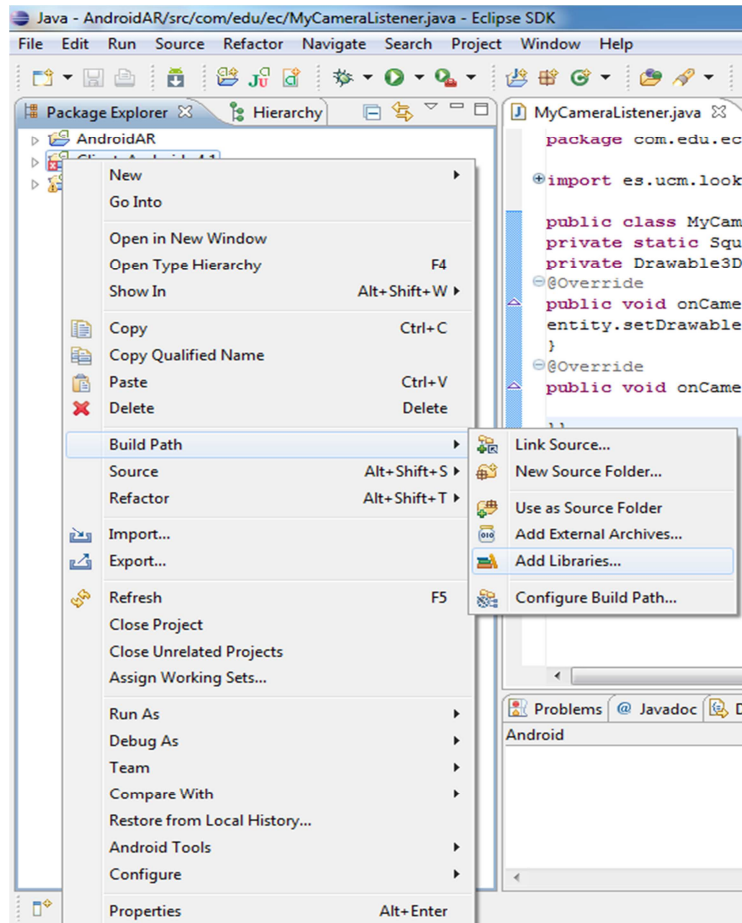 Java - AndroidAR/src/com/edu/ec/MyCameraListener.java - Eclipse SDK
File Edit Run Source Refactor Navigate Search Project Window Help
Package Explorer Hierarchy
MyCameraListener.java
AndroidAR
package com.edu.ec
import es.ucm.look
public class MyCam
private static Squ
private Drawable3D
@Override
public void onCame
entity.setDrawable
}
@Override
public void onCame
}}
New
Go Into
Open in New Window
Open Type Hierarchy F4
Show In Alt+Shift+W
Copy Ctrl+C
Copy Qualified Name
Paste Ctrl+V
Delete Delete
Build Path
Source Alt+Shift+S
Refactor Alt+Shift+T
Import...
Export...
Refresh F5
Close Project
Close Unrelated Projects
Assign Working Sets...
Run As
Debug As
Team
Compare With
Restore from Local History...
Android Tools
Configure
Properties Alt+Enter
Link Source...
New Source Folder...
Use as Source Folder
Add External Archives...
Add Libraries...
Configure Build Path...
Problems @ Javadoc D
Android